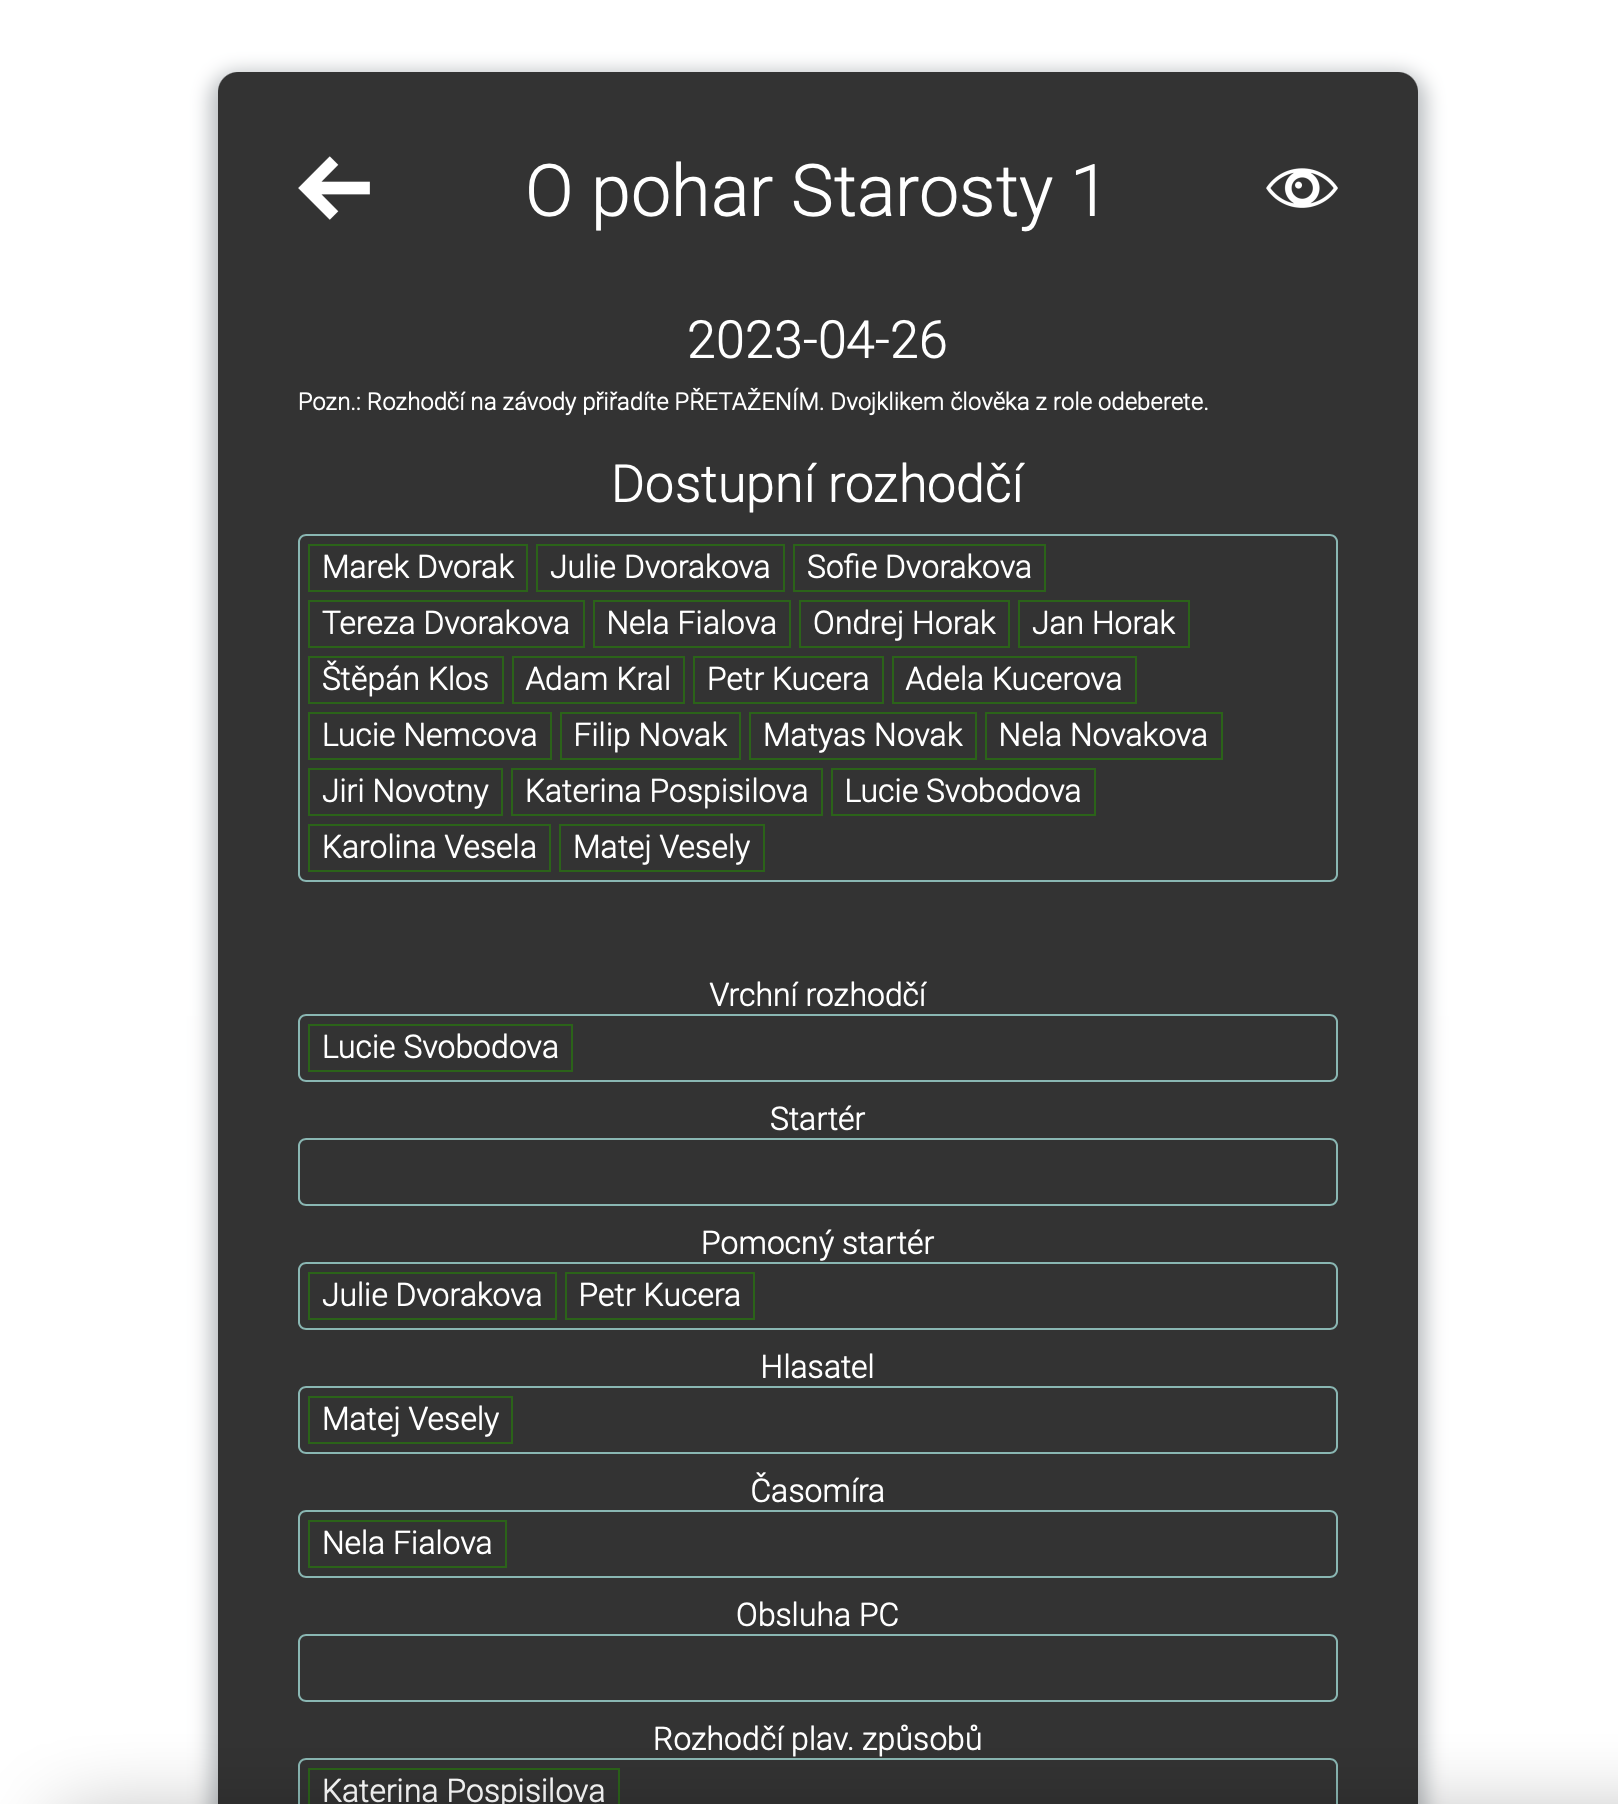 O pohar Starosty 1
2023-04-26
Pozn.: Rozhodčí na závody přiřadíte PŘETAŽENÍM. Dvojklikem člověka z role odeberete.
Dostupní rozhodčí
Marek Dvorak Julie Dvorakova Sofie Dvorakova
Tereza Dvorakova Nela Fialova Ondrej Horak Jan Horak
Štěpán Klos Adam Kral Petr Kucera Adela Kucerova
Lucie Nemcova Filip Novak Matyas Novak Nela Novakova
Jiri Novotny Katerina Pospisilova Lucie Svobodova
Karolina Vesela Matej Vesely
Vrchní rozhodčí
Lucie Svobodova
Startér
Pomocný startér
Julie Dvorakova Petr Kucera
Hlasatel
Matej Vesely
Časomíra
Nela Fialova
Obsluha PC
Rozhodčí plav. způsobů
Katerina Pospisilova